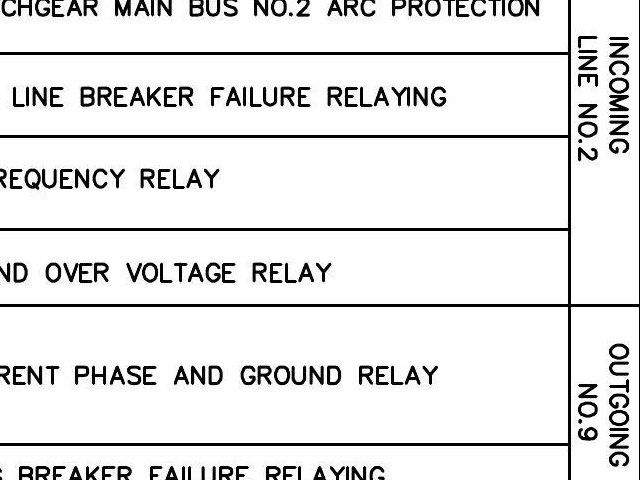 CHGEAR MAIN BUS NO.2 ARC PROTECTION
LINE BREAKER FAILURE RELAYING
REQUENCY RELAY
ND OVER VOLTAGE RELAY
INCOMING
LINE NO.2
RENT PHASE AND GROUND RELAY
BREAKER FAILURE RELAYING
OUTGOING
NO.9